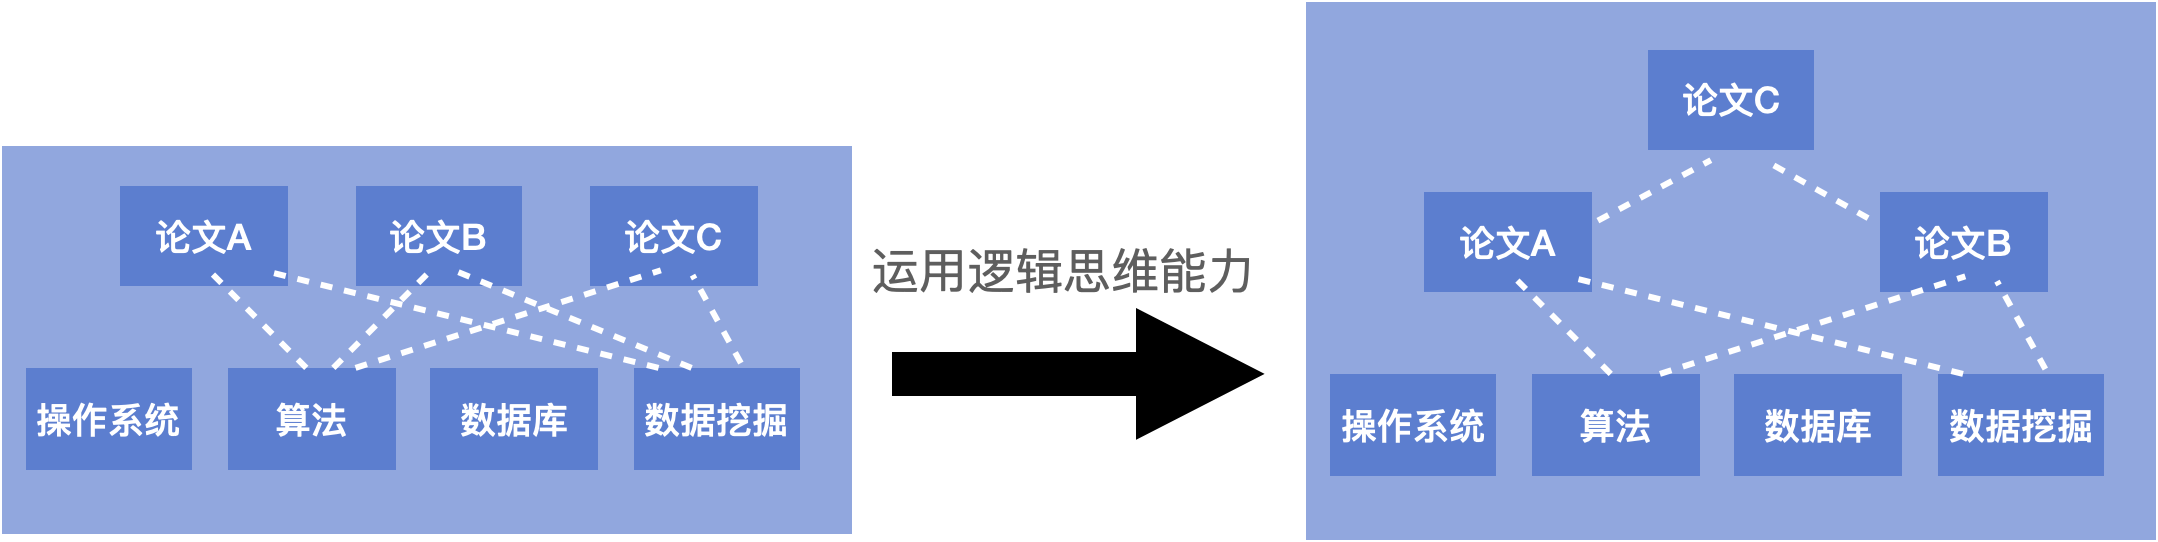 论文A
论文B
论文C
操作系统
算法
数据库
数据挖掘
运用逻辑思维能力
论文C
论文A
论文B
操作系统
算法
数据库
数据挖掘